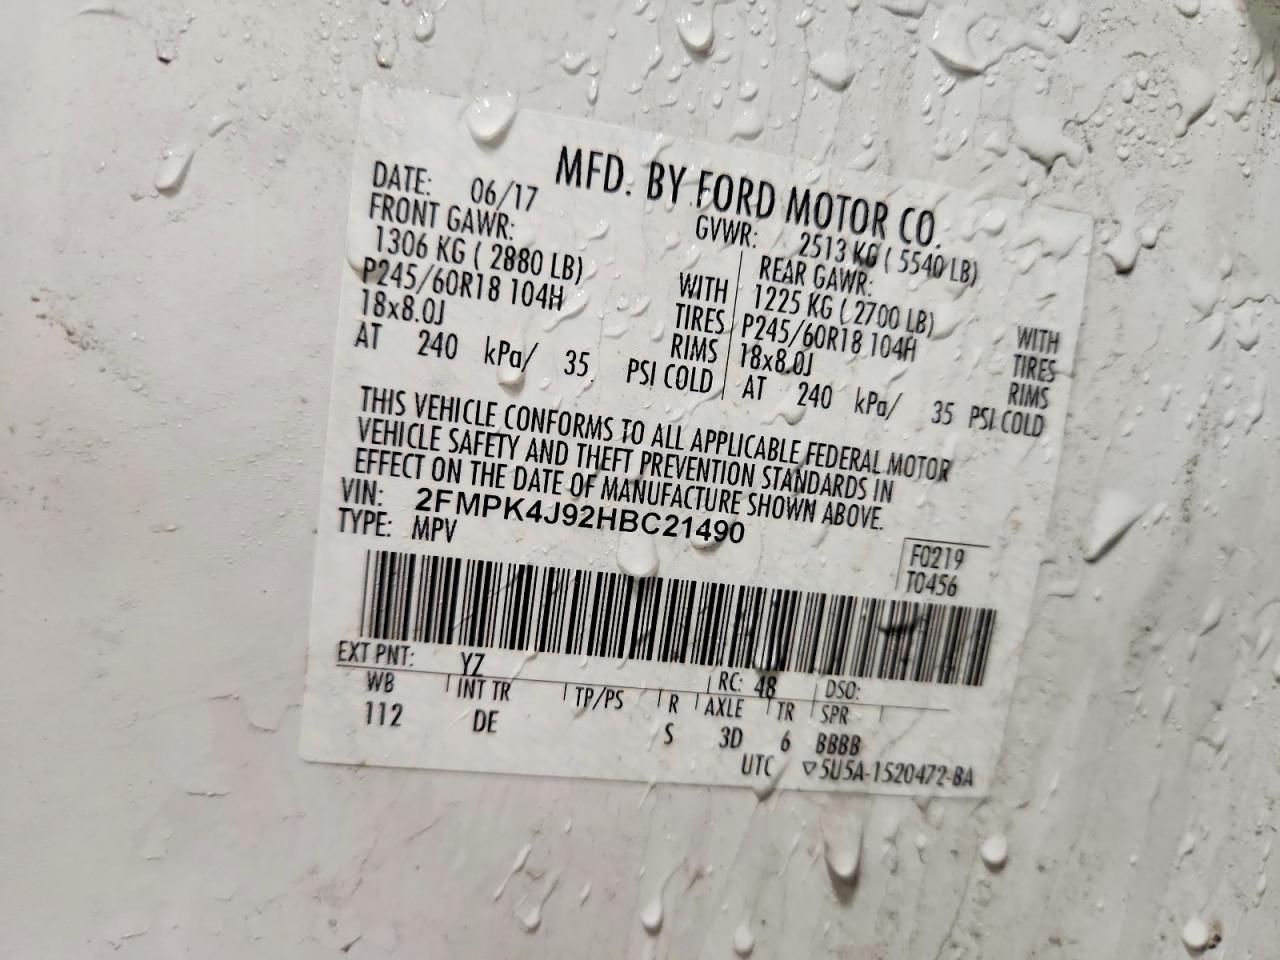 MFD. BY FORD MOTOR CO.
DATE: 06/17 GVWR: 2513 KG ( 5540 LB)
FRONT GAWR: REAR GAWR:
1306 KG ( 2880 LB) WITH 1225 KG ( 2700 LB) WITH
P245/60R18 104H TIRES P245/60R18 104H TIRES
18x8.0J RIMS 18x8.0J RIMS
AT 240 kPa/ 35 PSI COLD AT 240 kPa/ 35 PSI COLD
THIS VEHICLE CONFORMS TO ALL APPLICABLE FEDERAL MOTOR
VEHICLE SAFETY AND THEFT PREVENTION STANDARDS IN
EFFECT ON THE DATE OF MANUFACTURE SHOWN ABOVE.
VIN: 2FMPK4J92HBC21490
TYPE: MPV
F0219
T0456
EXT PNT: YZ RC: 48 DSO:
WB INT TR TP/PS R AXLE TR SPR
112 DE S 3D 6 BBBB
UTC ▽5U5A-1520472-BA